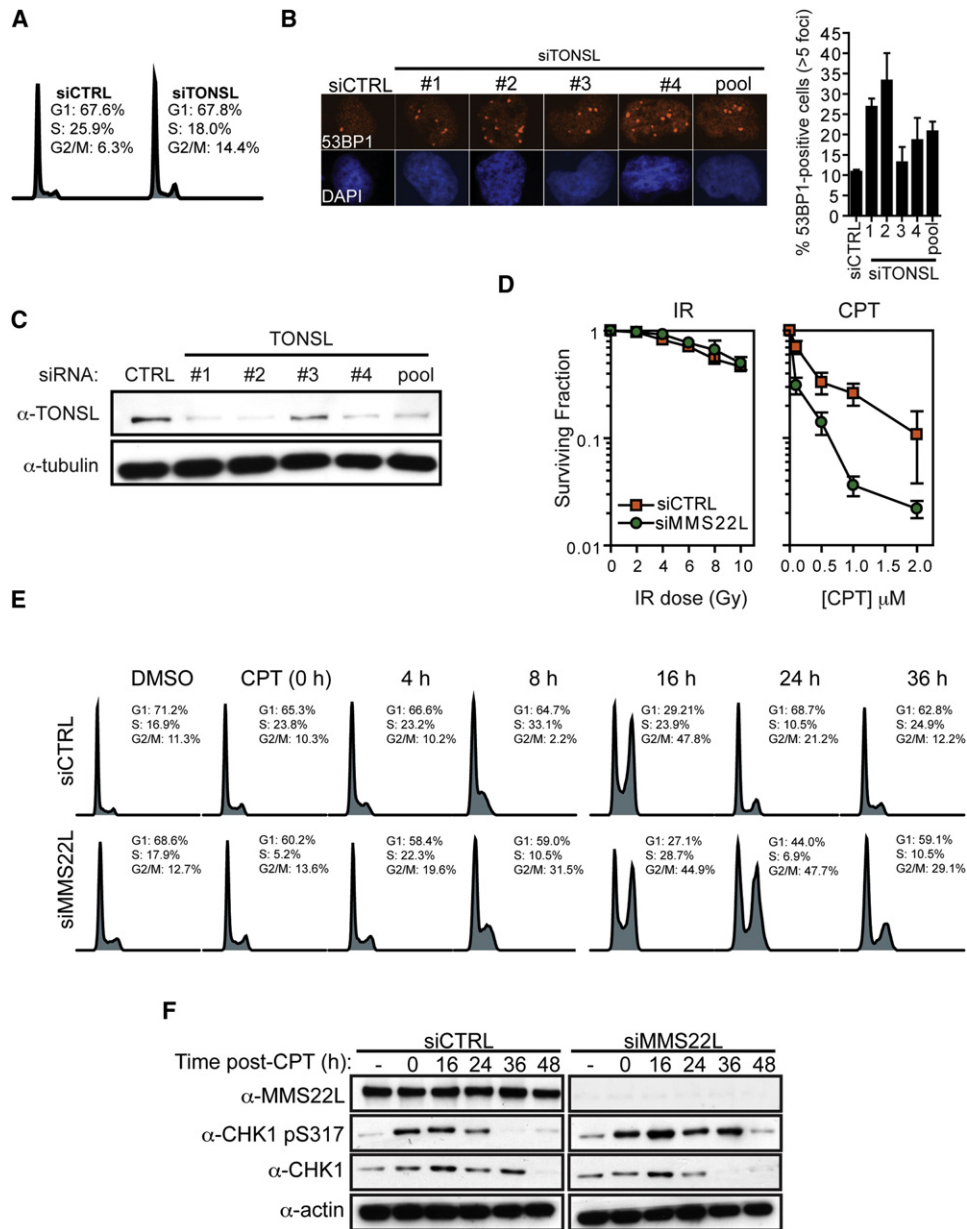 A
siCTRL
G1: 67.6%
S: 25.9%
G2/M: 6.3%
siTONSL
G1: 67.8%
S: 18.0%
G2/M: 14.4%
B
siTONSL
siCTRL #1 #2 #3 #4 pool
53BP1
DAPI
% 53BP1-positive cells (>5 foci)
45
40
35
30
25
20
15
10
5
0
siCTRL 1 2 3 4 pool
siTONSL
C
TONSL
siRNA: CTRL #1 #2 #3 #4 pool
α-TONSL
α-tubulin
D
IR CPT
Surviving Fraction
1
0.1
0.01
siCTRL
siMMS22L
0 2 4 6 8 10
0.0 0.5 1.0 1.5 2.0
IR dose (Gy) [CPT] μM
E
DMSO CPT (0 h) 4 h 8 h 16 h 24 h 36 h
siCTRL
G1: 71.2% G1: 65.3% G1: 66.6% G1: 64.7% G1: 29.21% G1: 68.7% G1: 62.8%
S: 16.9% S: 23.8% S: 23.2% S: 33.1% S: 23.9% S: 10.5% S: 24.9%
G2/M: 11.3% G2/M: 10.3% G2/M: 10.2% G2/M: 2.2% G2/M: 47.8% G2/M: 21.2% G2/M: 12.2%
siMMS22L
G1: 68.6% G1: 60.2% G1: 58.4% G1: 59.0% G1: 27.1% G1: 44.0% G1: 59.1%
S: 17.9% S: 5.2% S: 22.3% S: 10.5% S: 28.7% S: 6.9% S: 10.5%
G2/M: 12.7% G2/M: 13.6% G2/M: 19.6% G2/M: 31.5% G2/M: 44.9% G2/M: 47.7% G2/M: 29.1%
F
siCTRL siMMS22L
Time post-CPT (h): - 0 16 24 36 48 - 0 16 24 36 48
α-MMS22L
α-CHK1 pS317
α-CHK1
α-actin